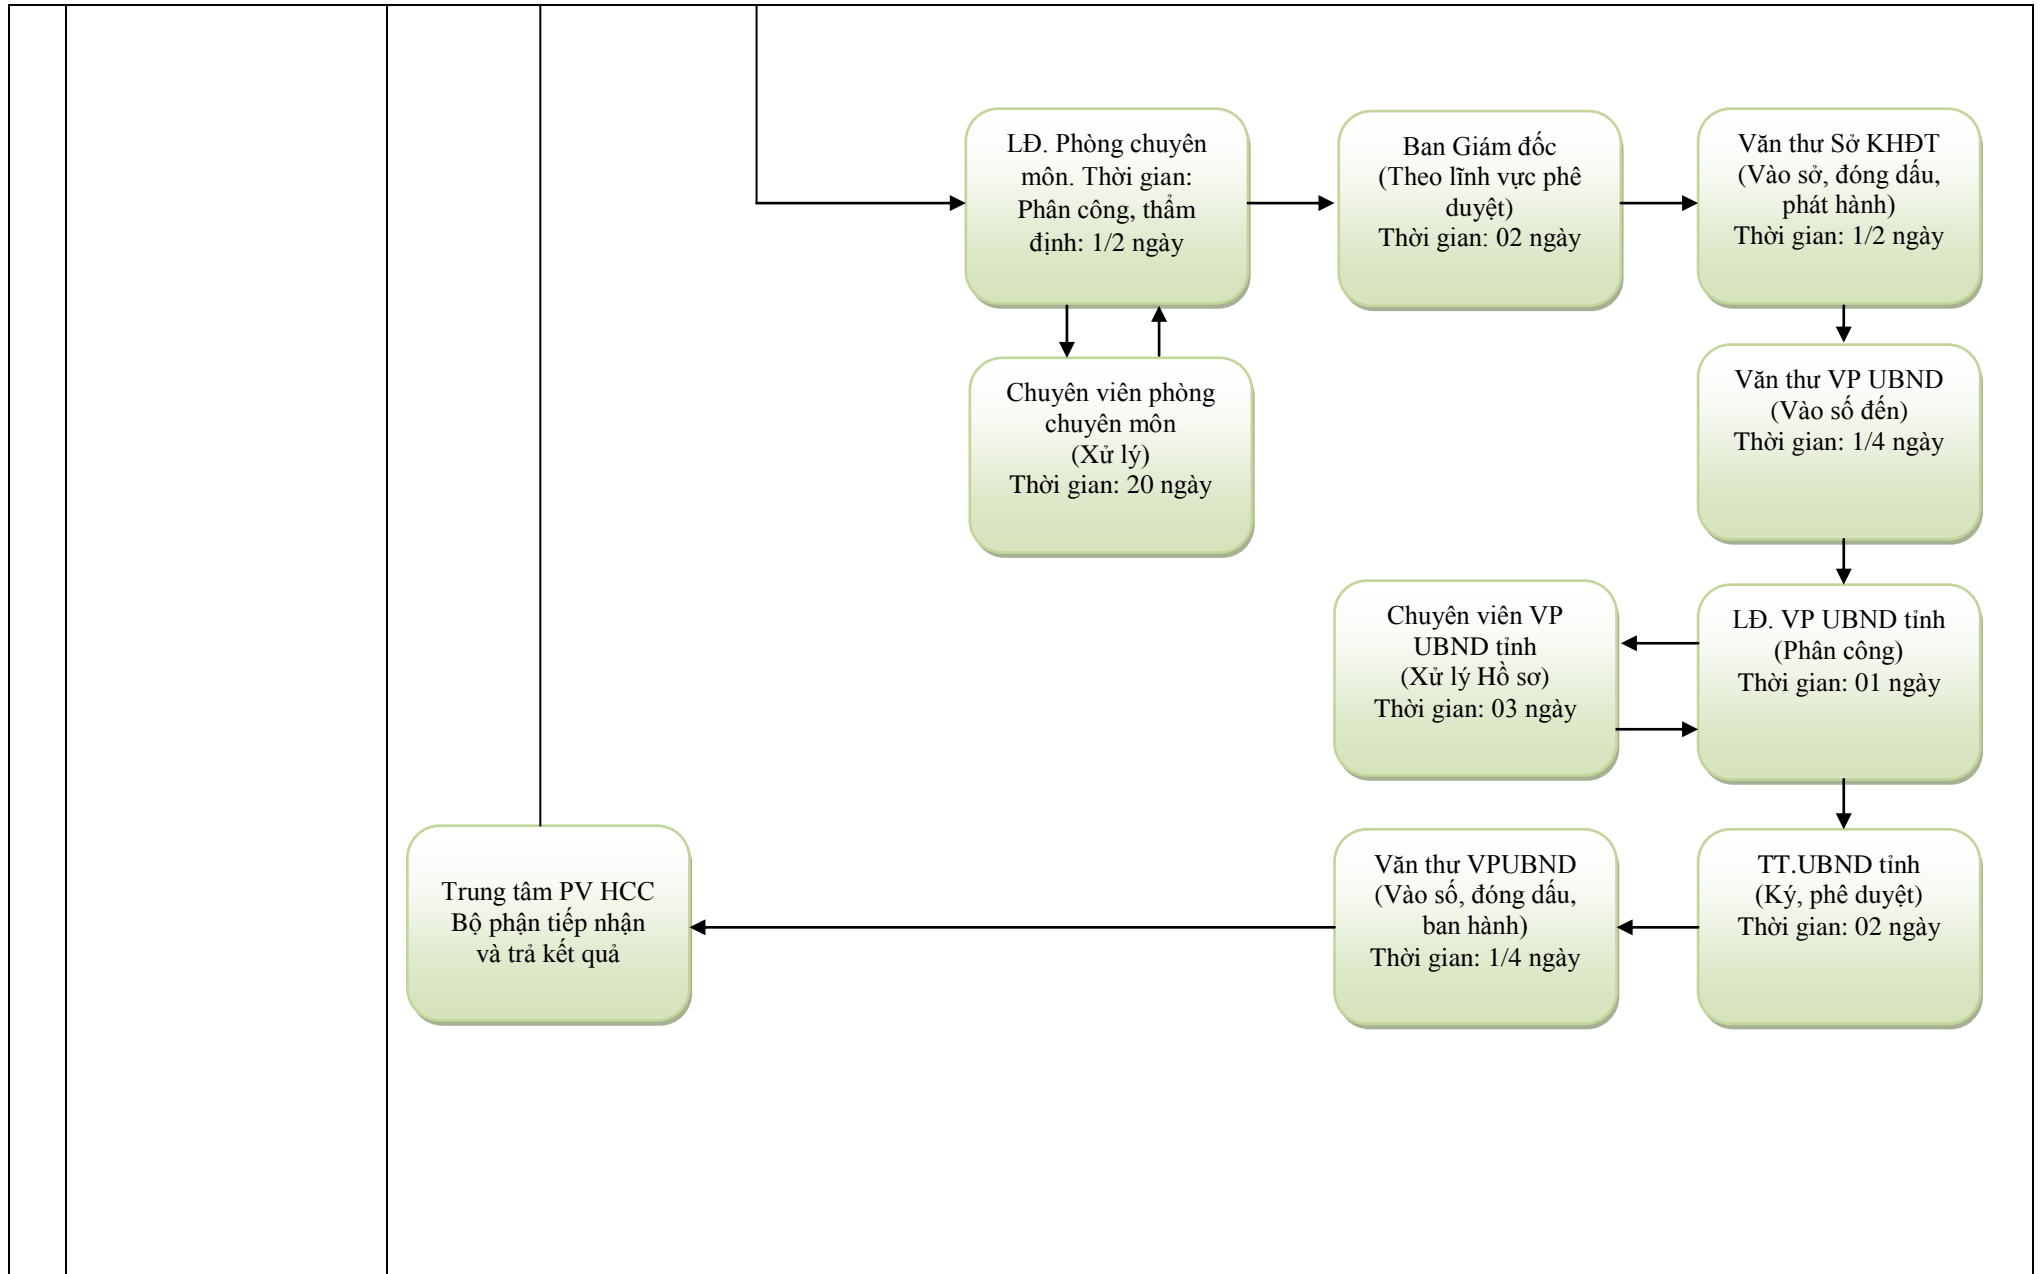 LĐ. Phòng chuyên
môn. Thời gian:
Phân công, thẩm
định: 1/2 ngày
Ban Giám đốc
(Theo lĩnh vực phê
duyệt)
Thời gian: 02 ngày
Văn thư Sở KHĐT
(Vào sở, đóng dấu,
phát hành)
Thời gian: 1/2 ngày
Chuyên viên phòng
chuyên môn
(Xử lý)
Thời gian: 20 ngày
Văn thư VP UBND
(Vào số đến)
Thời gian: 1/4 ngày
Chuyên viên VP
UBND tỉnh
(Xử lý Hồ sơ)
Thời gian: 03 ngày
LĐ. VP UBND tỉnh
(Phân công)
Thời gian: 01 ngày
Trung tâm PV HCC
Bộ phận tiếp nhận
và trả kết quả
Văn thư VPUBND
(Vào số, đóng dấu,
ban hành)
Thời gian: 1/4 ngày
TT.UBND tỉnh
(Ký, phê duyệt)
Thời gian: 02 ngày